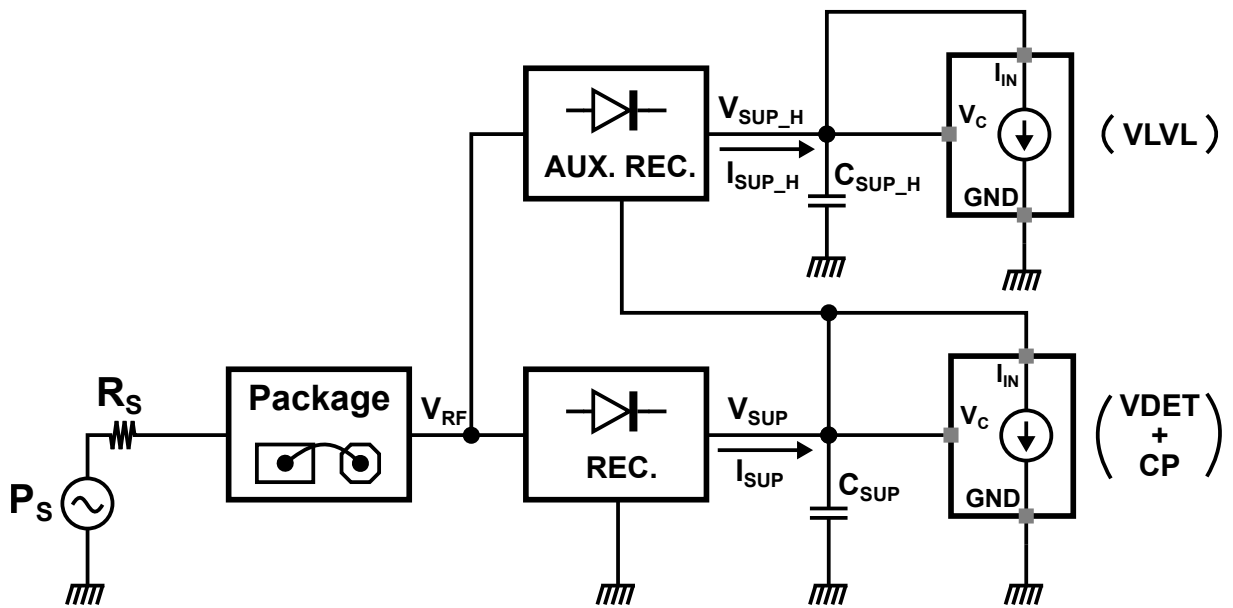 AUX. REC.
V_SUP_H
I_SUP_H
C_SUP_H
I_IN
V_C
GND
( VLVL )
P_S
R_S
Package
V_RF
REC.
V_SUP
I_SUP
C_SUP
I_IN
V_C
GND
( VDET
+
CP )